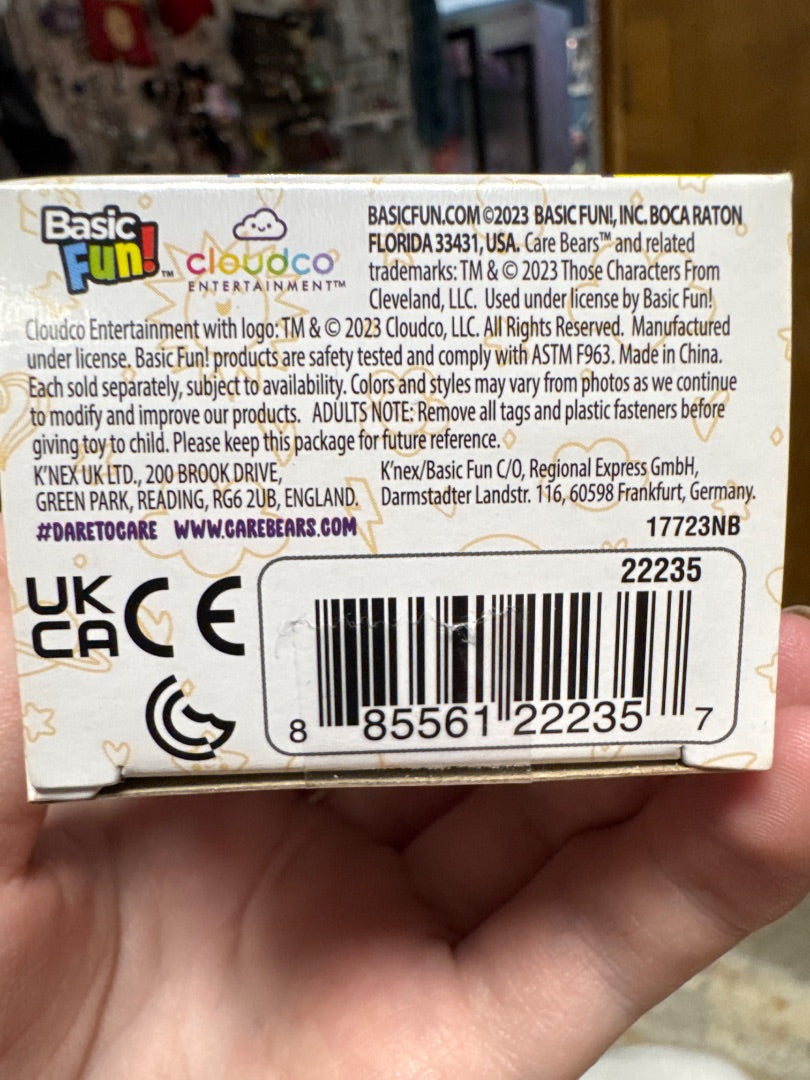 Basic Fun!™
cloudco
ENTERTAINMENT™
BASICFUN.COM ©2023 BASIC FUN!, INC. BOCA RATON
FLORIDA 33431, USA. Care Bears™ and related
trademarks: TM & © 2023 Those Characters From
Cleveland, LLC. Used under license by Basic Fun!
Cloudco Entertainment with logo: TM & © 2023 Cloudco, LLC. All Rights Reserved. Manufactured
under license. Basic Fun! products are safety tested and comply with ASTM F963. Made in China.
Each sold separately, subject to availability. Colors and styles may vary from photos as we continue
to modify and improve our products. ADULTS NOTE: Remove all tags and plastic fasteners before
giving toy to child. Please keep this package for future reference.
K'NEX UK LTD., 200 BROOK DRIVE,
GREEN PARK, READING, RG6 2UB, ENGLAND.
K'nex/Basic Fun C/O, Regional Express GmbH,
Darmstadter Landstr. 116, 60598 Frankfurt, Germany.
#DARETOCARE WWW.CAREBEARS.COM
17723NB
UK
CA
CE
22235
8 85561 22235 7